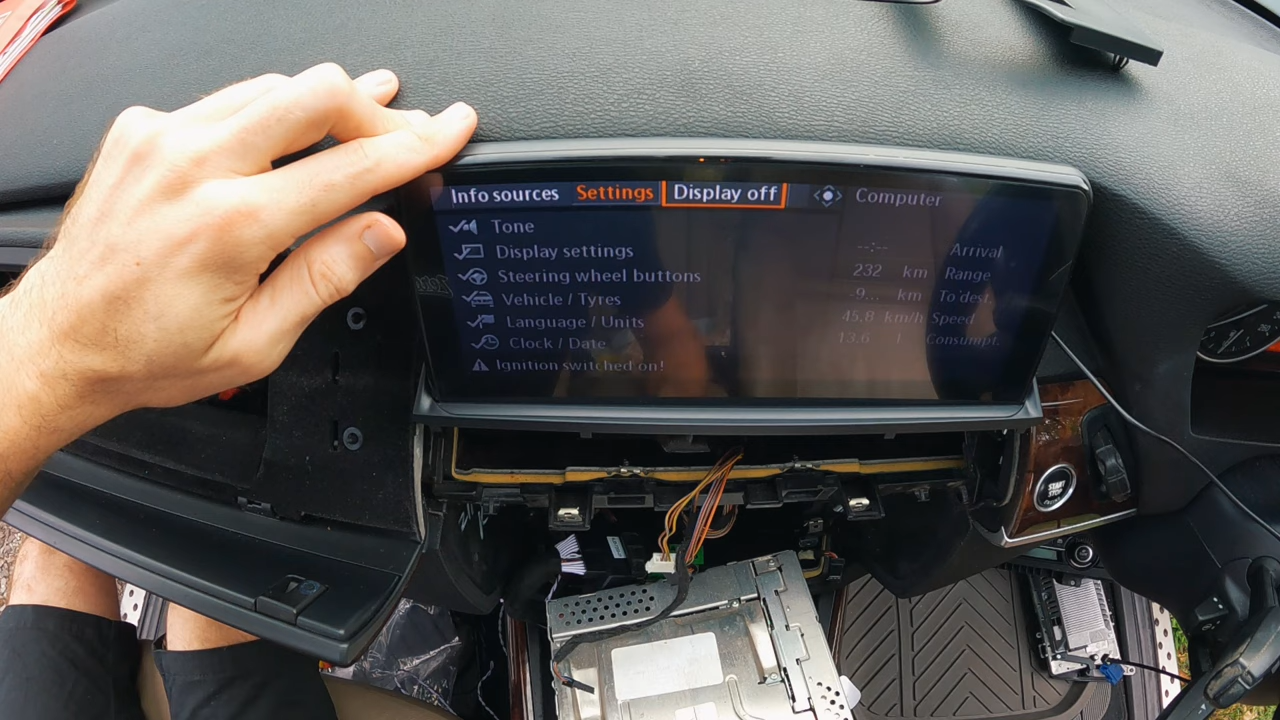 Info sources Settings Display off Computer
Tone
Display settings --:-- Arrival
Steering wheel buttons 232 km Range
Vehicle / Tyres -9... km To dest.
Language / Units 45.8 km/h Speed
Clock / Date 13.6 l Consumpt.
Ignition switched on!
START
STOP